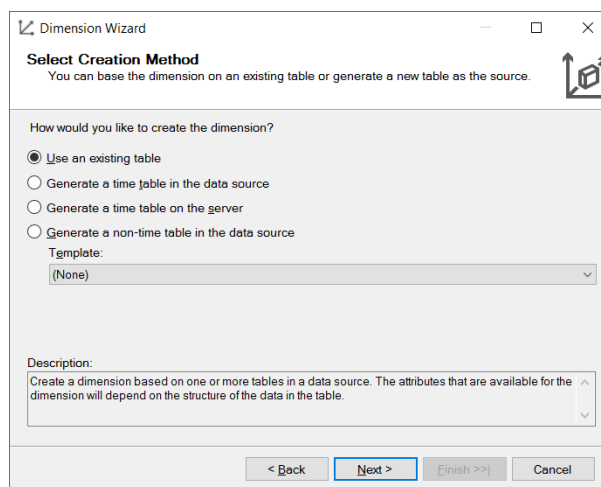 Dimension Wizard
Select Creation Method
You can base the dimension on an existing table or generate a new table as the source.
How would you like to create the dimension?
Use an existing table
Generate a time table in the data source
Generate a time table on the server
Generate a non-time table in the data source
Template:
(None)
Description:
Create a dimension based on one or more tables in a data source. The attributes that are available for the
dimension will depend on the structure of the data in the table.
< Back Next > Finish >>| Cancel